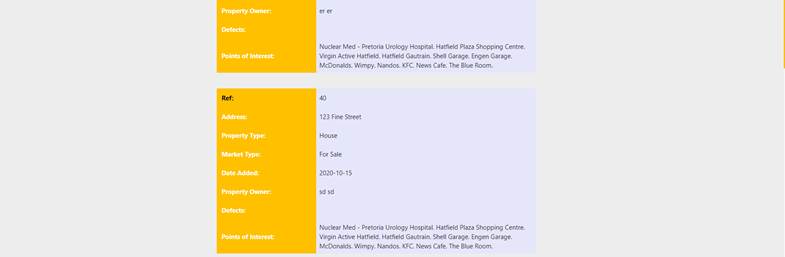 Property Owner: er er
Defects:
Points of Interest: Nuclear Med - Pretoria Urology Hospital. Hatfield Plaza Shopping Centre.
Virgin Active Hatfield. Hatfield Gautrain. Shell Garage. Engen Garage.
McDonalds. Wimpy. Nandos. KFC. News Cafe. The Blue Room.
Ref: 40
Address: 123 Fine Street
Property Type: House
Market Type: For Sale
Date Added: 2020-10-15
Property Owner: sd sd
Defects:
Points of Interest: Nuclear Med - Pretoria Urology Hospital. Hatfield Plaza Shopping Centre.
Virgin Active Hatfield. Hatfield Gautrain. Shell Garage. Engen Garage.
McDonalds. Wimpy. Nandos. KFC. News Cafe. The Blue Room.